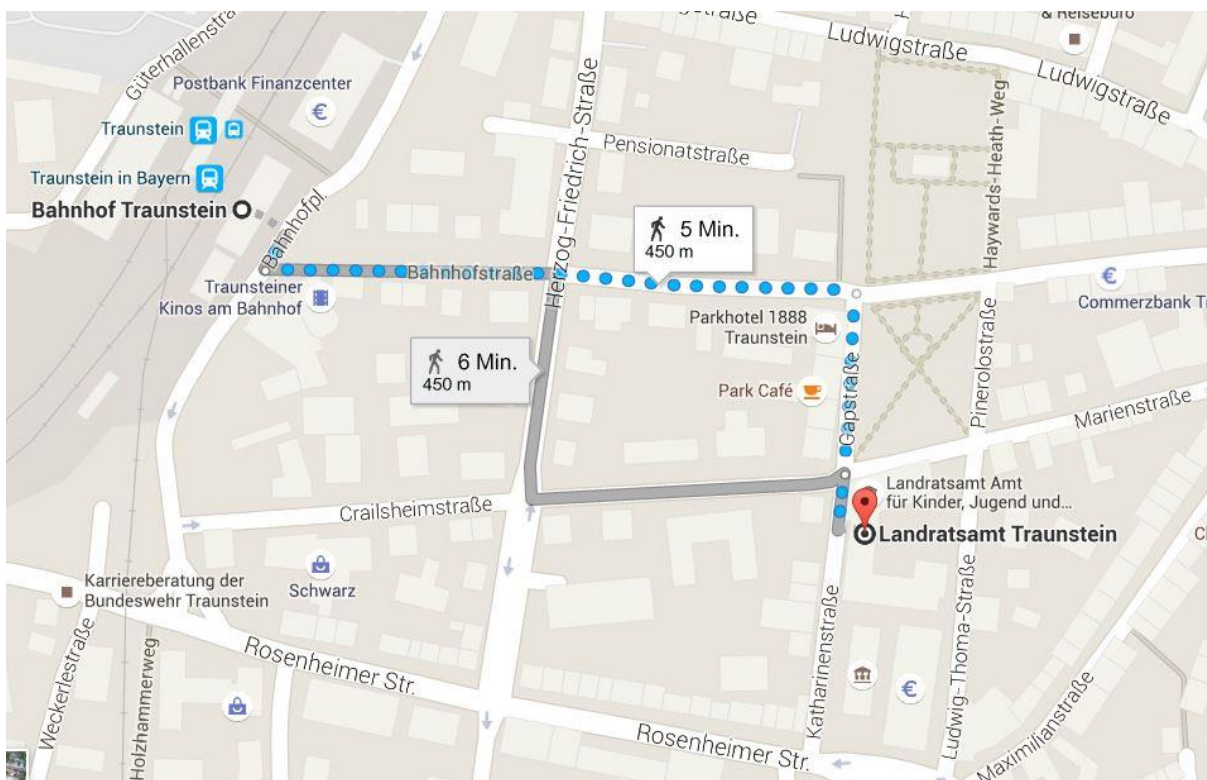 & Reisebüro
Ludwigstraße
Ludwigstraße
Güterhallenstra
Postbank Finanzcenter
€
Traunstein
Traunstein in Bayern
Bahnhof Traunstein
Bahnhofpl.
Herzog-Friedrich-Straße
Pensionatstraße
Haywards-Heath-Weg
5 Min.
450 m
Bahnhofstraße
Traunsteiner
Kinos am Bahnhof
€
Commerzbank T
Parkhotel 1888
Traunstein
6 Min.
450 m
Park Café
Gapstraße
Pinerolostraße
Marienstraße
Landratsamt Amt
für Kinder, Jugend und...
Landratsamt Traunstein
Crailsheimstraße
Schwarz
Karriereberatung der
Bundeswehr Traunstein
Weckerlestraße
Holzhammerweg
Rosenheimer Str.
Rosenheimer Str.
Katharinenstraße
€
Ludwig-Thoma-Straße
Maximilianstraße